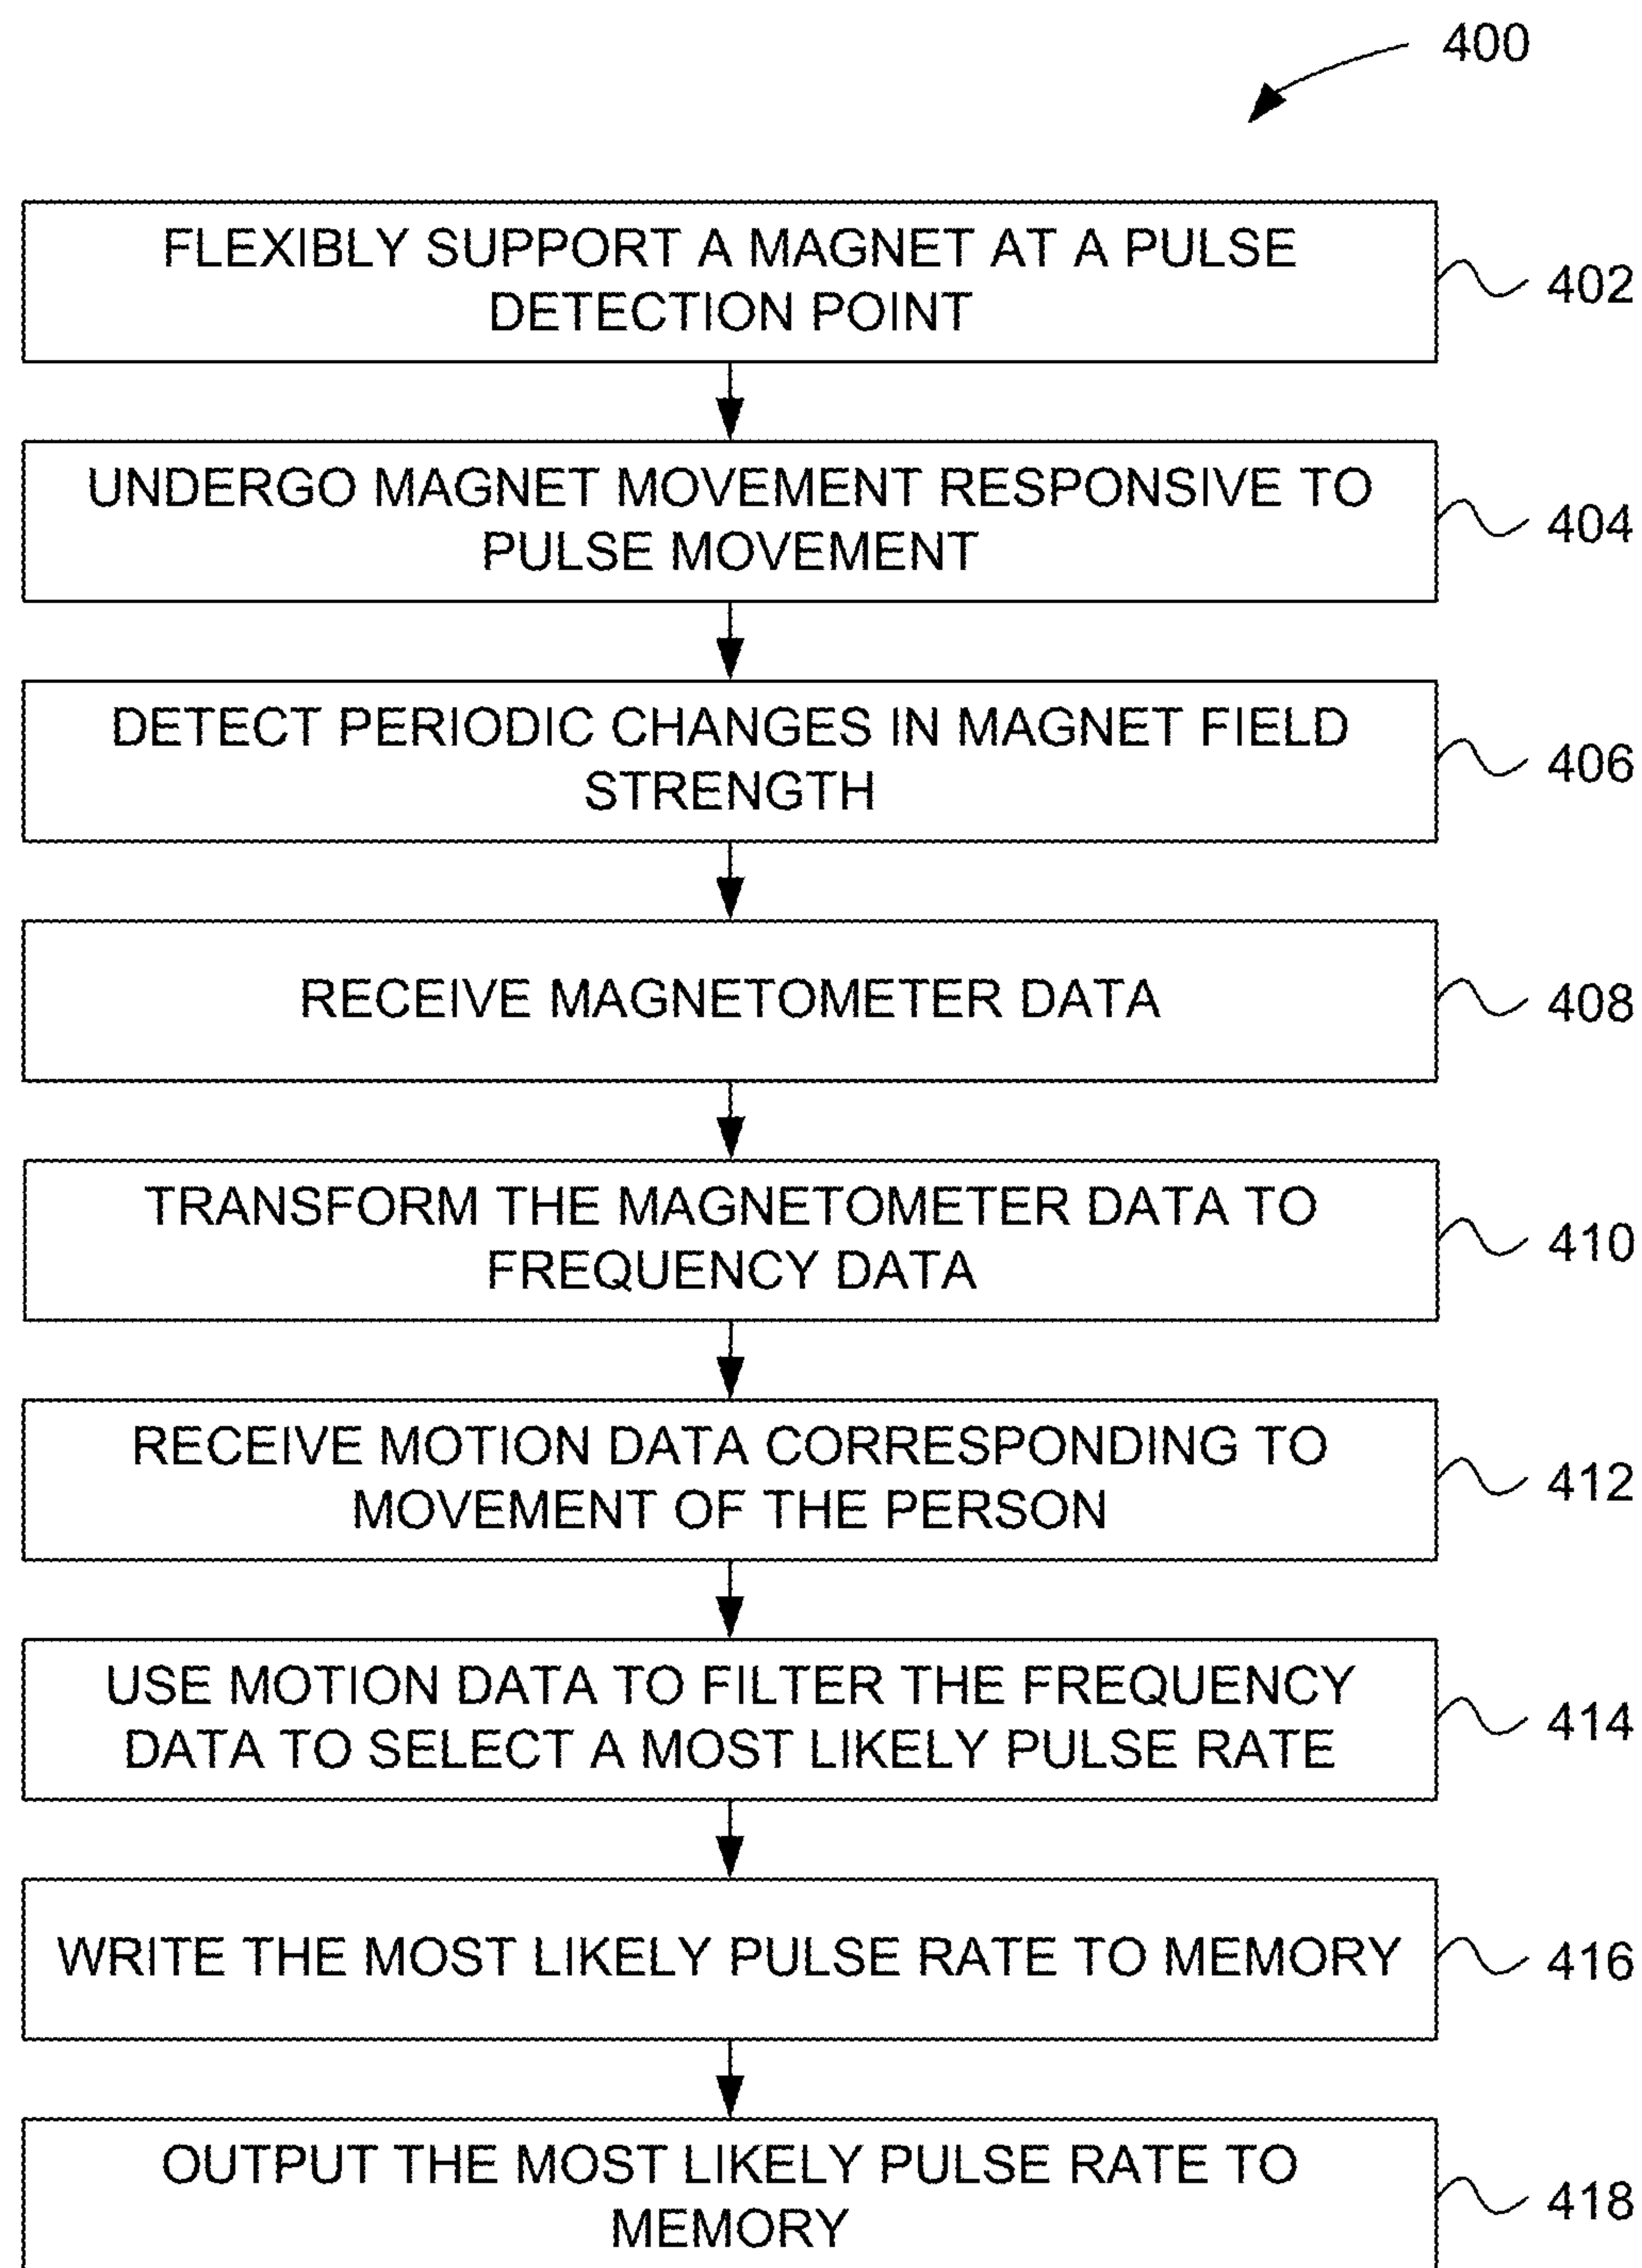 400
FLEXIBLY SUPPORT A MAGNET AT A PULSE
DETECTION POINT
402
UNDERGO MAGNET MOVEMENT RESPONSIVE TO
PULSE MOVEMENT
404
DETECT PERIODIC CHANGES IN MAGNET FIELD
STRENGTH
406
RECEIVE MAGNETOMETER DATA
408
TRANSFORM THE MAGNETOMETER DATA TO
FREQUENCY DATA
410
RECEIVE MOTION DATA CORRESPONDING TO
MOVEMENT OF THE PERSON
412
USE MOTION DATA TO FILTER THE FREQUENCY
DATA TO SELECT A MOST LIKELY PULSE RATE
414
WRITE THE MOST LIKELY PULSE RATE TO MEMORY
416
OUTPUT THE MOST LIKELY PULSE RATE TO
MEMORY
418